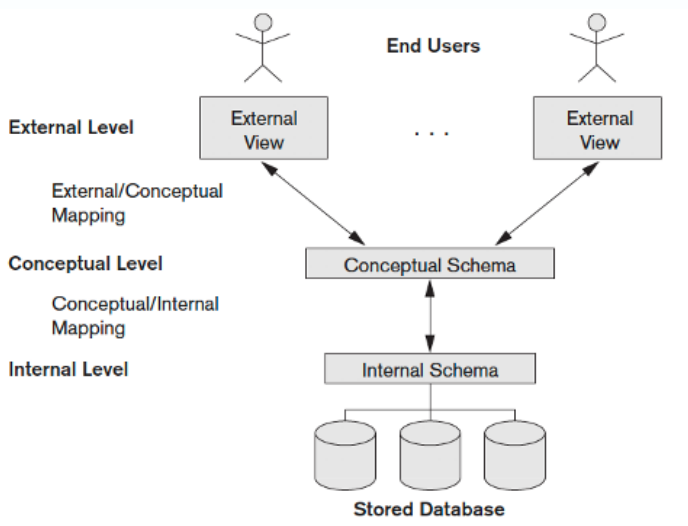 End Users
External Level
External
View
. . .
External
View
External/Conceptual
Mapping
Conceptual Level
Conceptual Schema
Conceptual/Internal
Mapping
Internal Level
Internal Schema
Stored Database